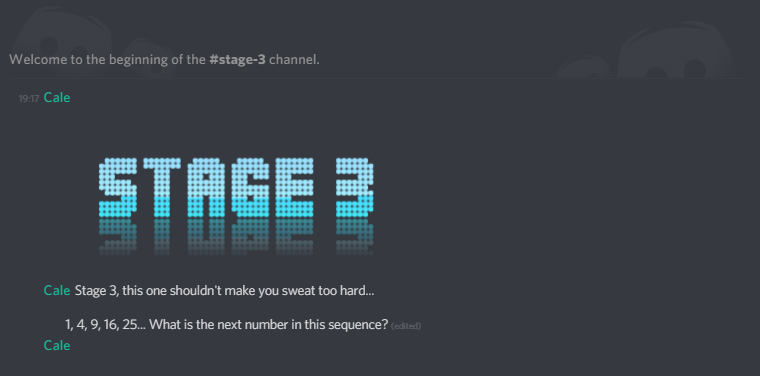 Welcome to the beginning of the #stage-3 channel.
19:17 Cale
STAGE 3
Cale Stage 3, this one shouldn't make you sweat too hard...
1, 4, 9, 16, 25... What is the next number in this sequence? (edited)
Cale